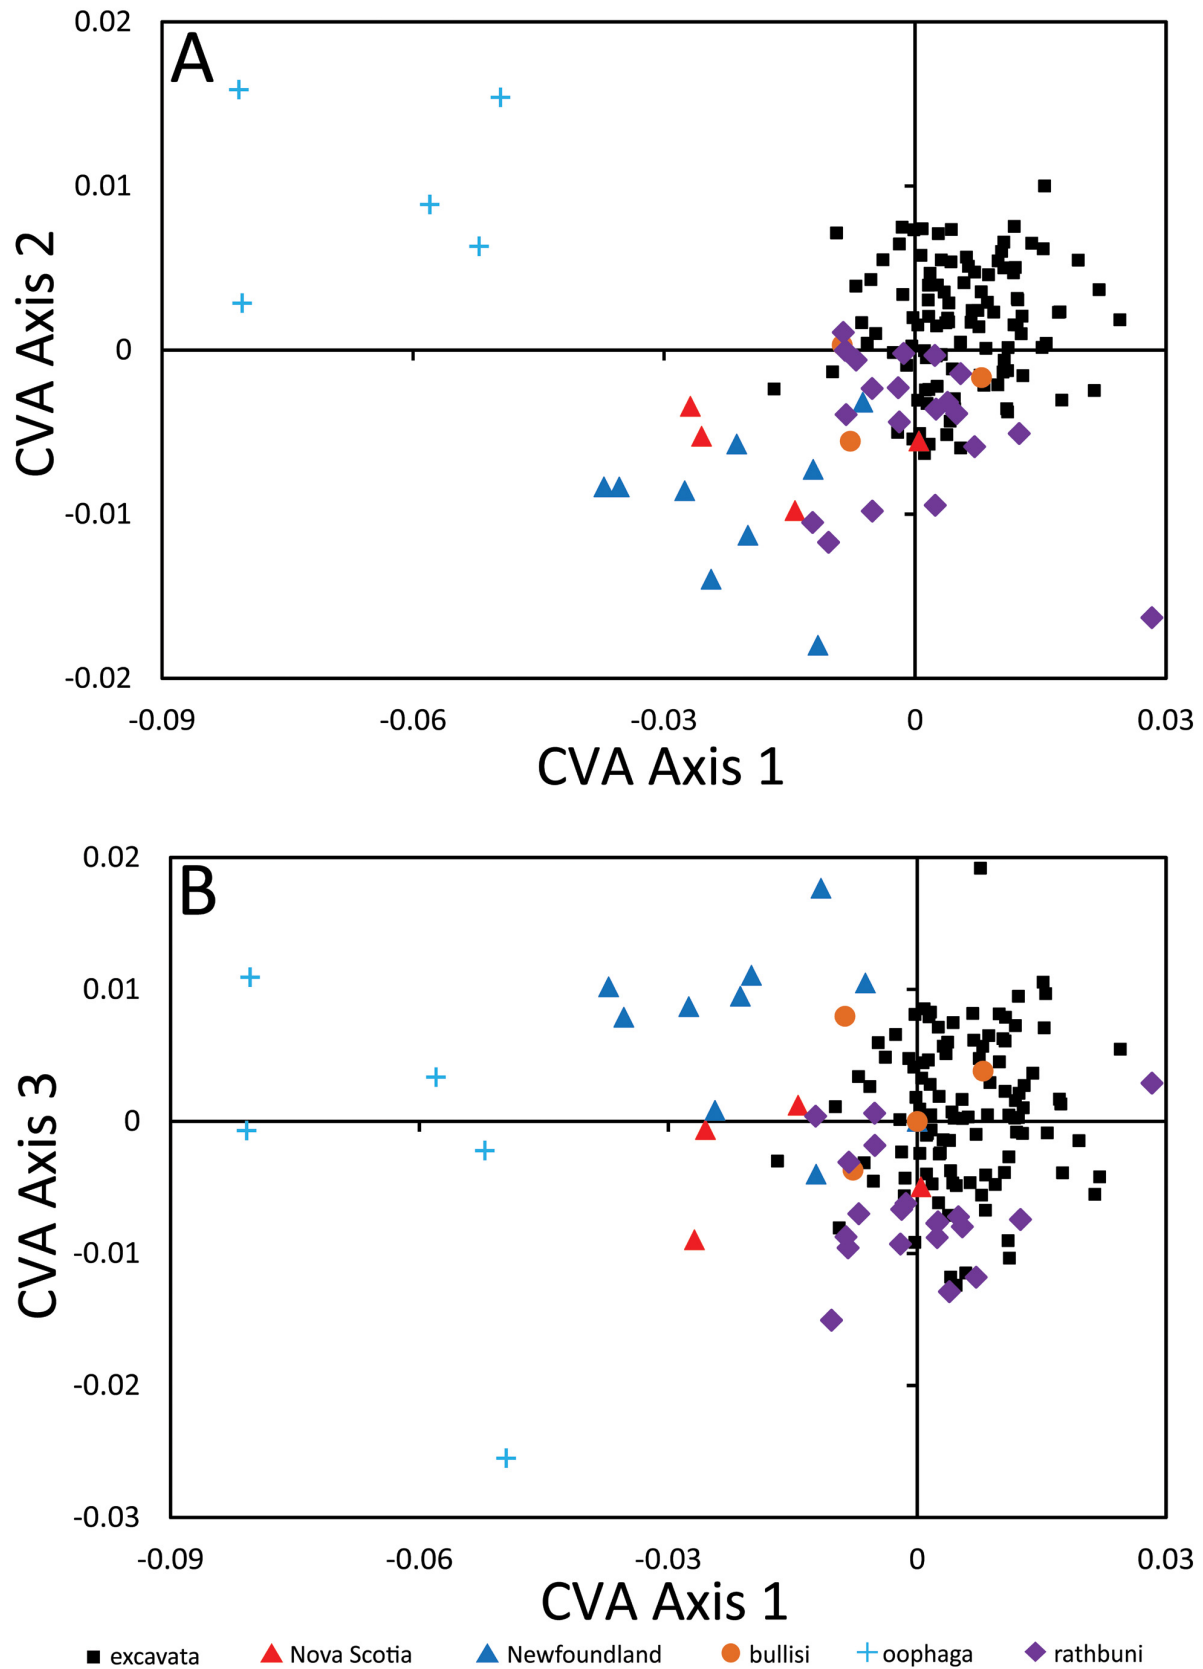 A
0.02
0.01
0
-0.01
-0.02
CVA Axis 2
-0.09 -0.06 -0.03 0 0.03
CVA Axis 1
B
0.02
0.01
0
-0.01
-0.02
-0.03
CVA Axis 3
-0.09 -0.06 -0.03 0 0.03
CVA Axis 1
excavata Nova Scotia Newfoundland bullisi oophaga rathbuni